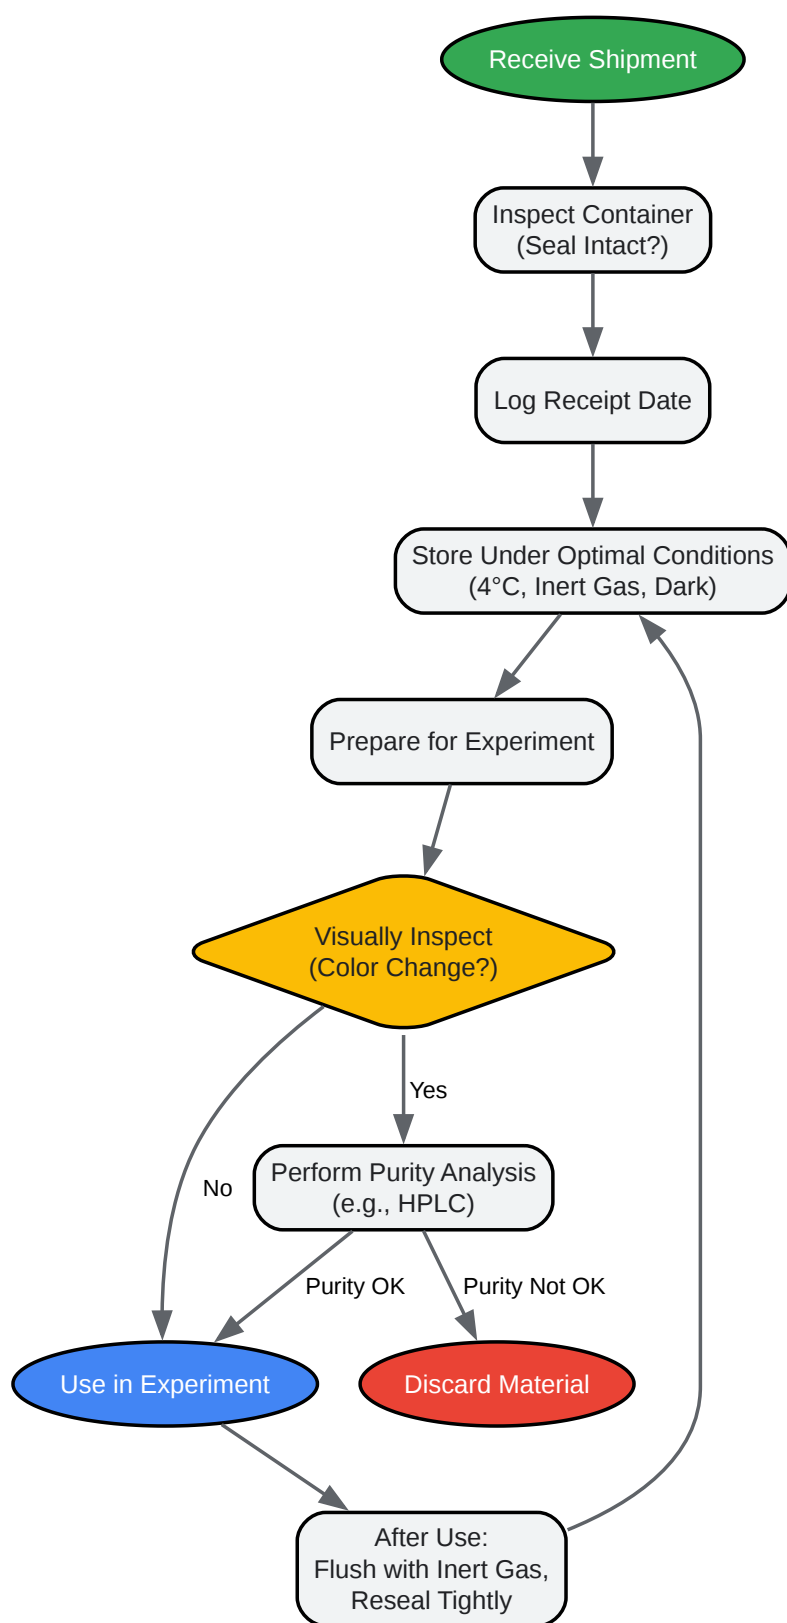 Receive Shipment
Inspect Container
(Seal Intact?)
Log Receipt Date
Store Under Optimal Conditions
(4°C, Inert Gas, Dark)
Prepare for Experiment
Visually Inspect
(Color Change?)
Yes
No
Perform Purity Analysis
(e.g., HPLC)
Purity OK
Purity Not OK
Use in Experiment
Discard Material
After Use:
Flush with Inert Gas,
Reseal Tightly